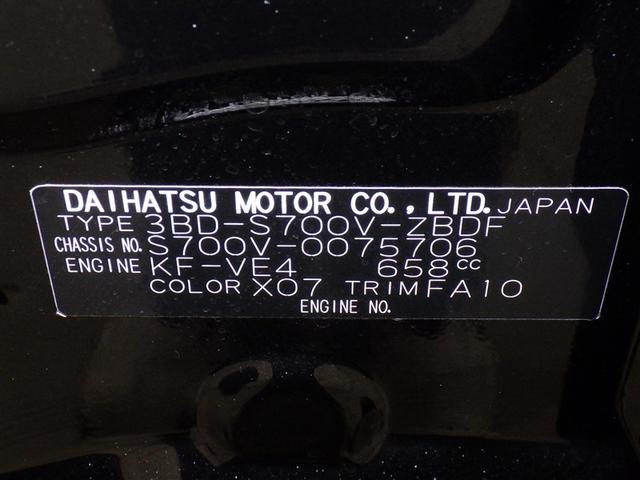 DAIHATSU MOTOR CO., LTD. JAPAN
TYPE 3BD-S700V-ZBDF
CHASSIS NO. S700V-0075706
ENGINE KF-VE4 658cc
COLOR X07 TRIM FA10
ENGINE NO.